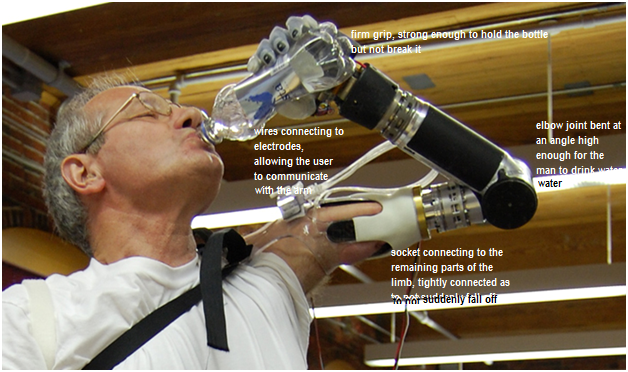 firm grip, strong enough to hold the bottle
but not break it
wires connecting to
electrodes,
allowing the user
to communicate
with the arm
elbow joint bent at
an angle high
enough for the
man to drink water
water
socket connecting to the
remaining parts of the
limb, tightly connected as
to not suddenly fall off